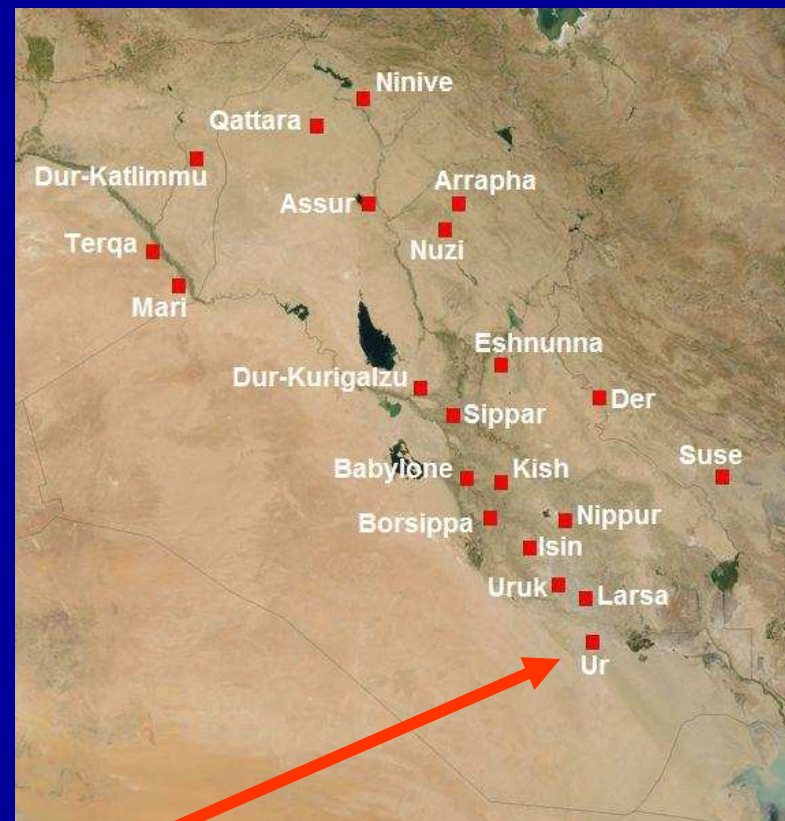 Ninive
Qattara
Dur-Katlimmu
Assur
Arrapha
Nuzi
Terqa
Mari
Eshnunna
Dur-Kurigalzu
Der
Sippar
Suse
Babylone
Kish
Borsippa
Nippur
Isin
Uruk
Larsa
Ur